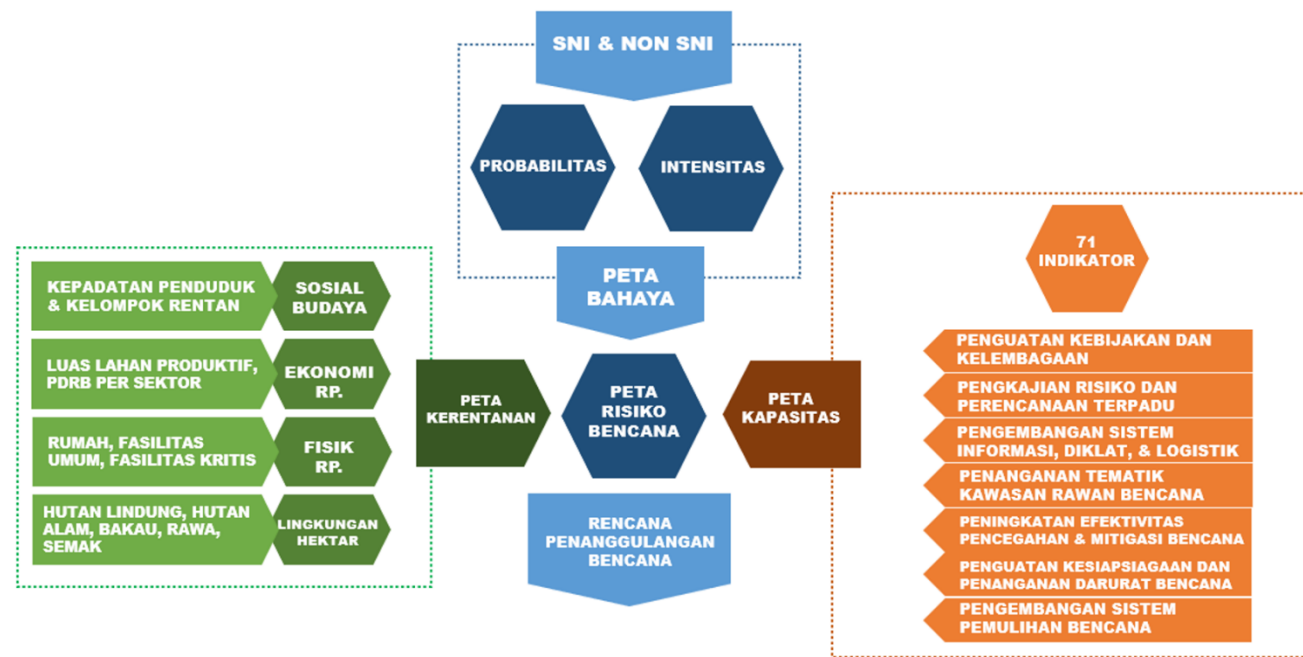 SNI & NON SNI
PROBABILITAS
INTENSITAS
PETA
BAHAYA
KEPADATAN PENDUDUK
& KELOMPOK RENTAN
SOSIAL
BUDAYA
LUAS LAHAN PRODUKTIF,
PDRB PER SEKTOR
EKONOMI
RP.
RUMAH, FASILITAS
UMUM, FASILITAS KRITIS
FISIK
RP.
HUTAN LINDUNG, HUTAN
ALAM, BAKAU, RAWA,
SEMAK
LINGKUNGAN
HEKTAR
PETA
KERENTANAN
PETA
RISIKO
BENCANA
PETA
KAPASITAS
RENCANA
PENANGGULANGAN
BENCANA
71
INDIKATOR
PENGUATAN KEBIJAKAN DAN
KELEMBAGAAN
PENGKAJIAN RISIKO DAN
PERENCANAAN TERPADU
PENGEMBANGAN SISTEM
INFORMASI, DIKLAT, & LOGISTIK
PENANGANAN TEMATIK
KAWASAN RAWAN BENCANA
PENINGKATAN EFEKTIVITAS
PENCEGAHAN & MITIGASI BENCANA
PENGUATAN KESIAPSIAGAAN DAN
PENANGANAN DARURAT BENCANA
PENGEMBANGAN SISTEM
PEMULIHAN BENCANA